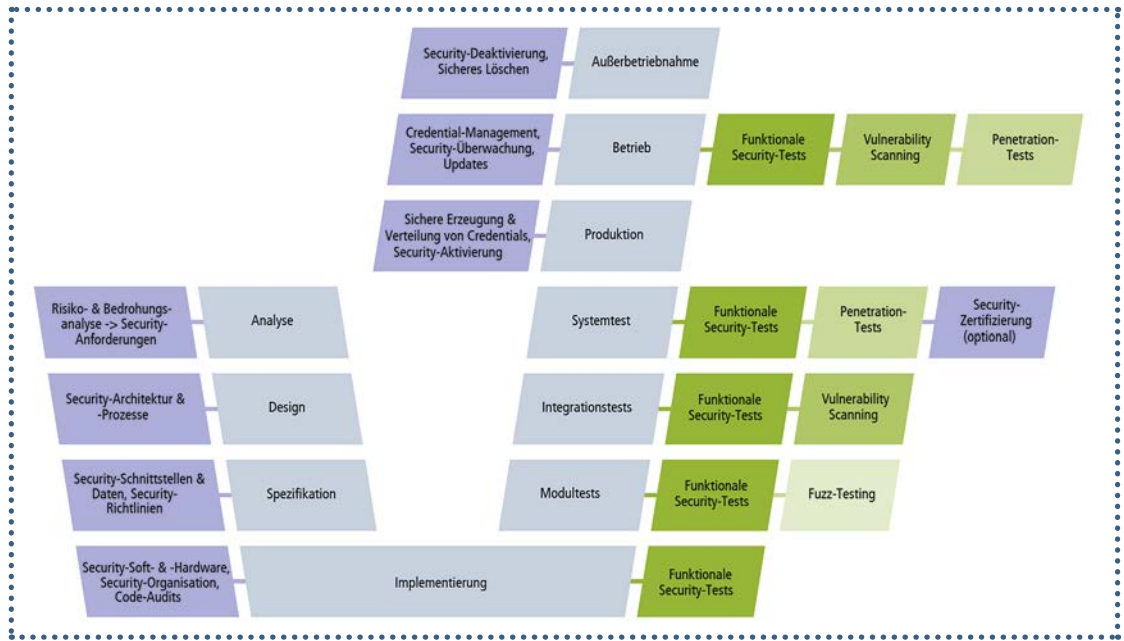 Security-Deaktivierung,
Sicheres Löschen
Außerbetriebnahme
Credential-Management,
Security-Überwachung,
Updates
Betrieb
Funktionale
Security-Tests
Vulnerability
Scanning
Penetration-
Tests
Sichere Erzeugung &
Verteilung von Credentials,
Security-Aktivierung
Produktion
Risiko- & Bedrohungs-
analyse -> Security-
Anforderungen
Analyse
Systemtest
Funktionale
Security-Tests
Penetration-
Tests
Security-
Zertifizierung
(optional)
Security-Architektur &
-Prozesse
Design
Integrationstests
Funktionale
Security-Tests
Vulnerability
Scanning
Security-Schnittstellen &
Daten, Security-
Richtlinien
Spezifikation
Modultests
Funktionale
Security-Tests
Fuzz-Testing
Security-Soft- & -Hardware,
Security-Organisation,
Code-Audits
Implementierung
Funktionale
Security-Tests